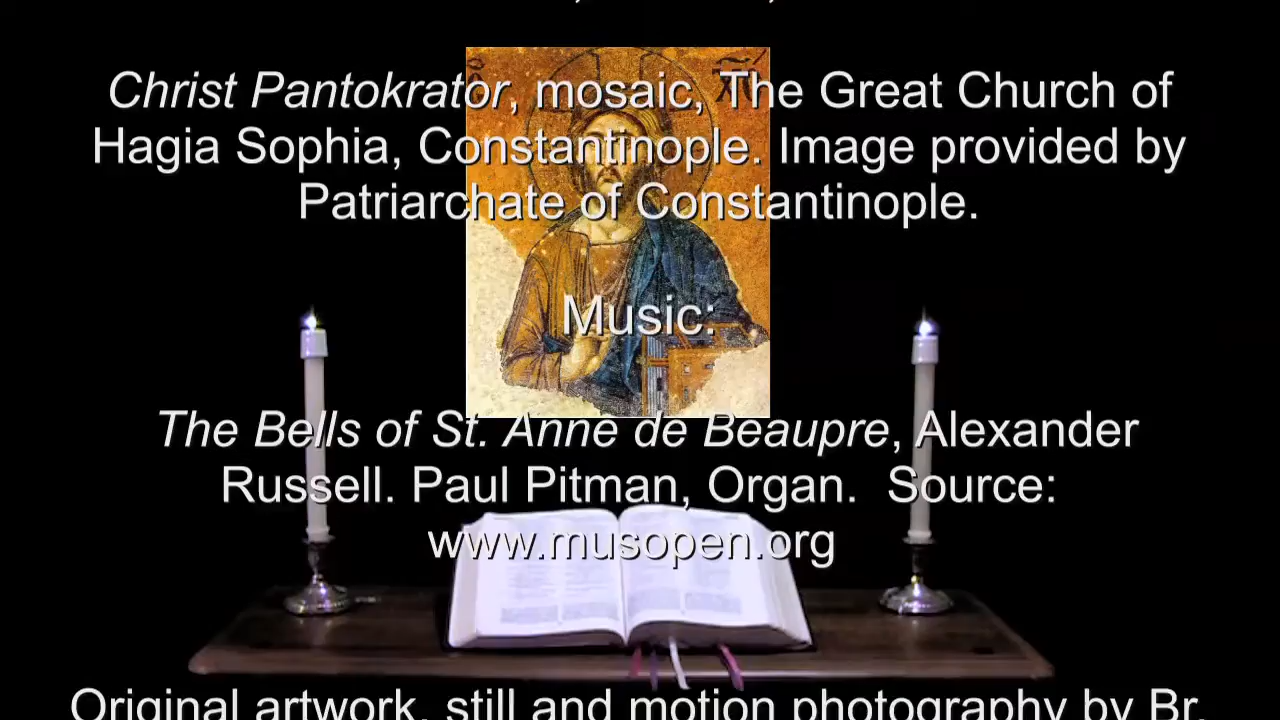 Christ Pantokrator, mosaic, The Great Church of
Hagia Sophia, Constantinople. Image provided by
Patriarchate of Constantinople.
Music:
The Bells of St. Anne de Beaupre, Alexander
Russell. Paul Pitman, Organ. Source:
www.musopen.org
Original artwork, still and motion photography by Br